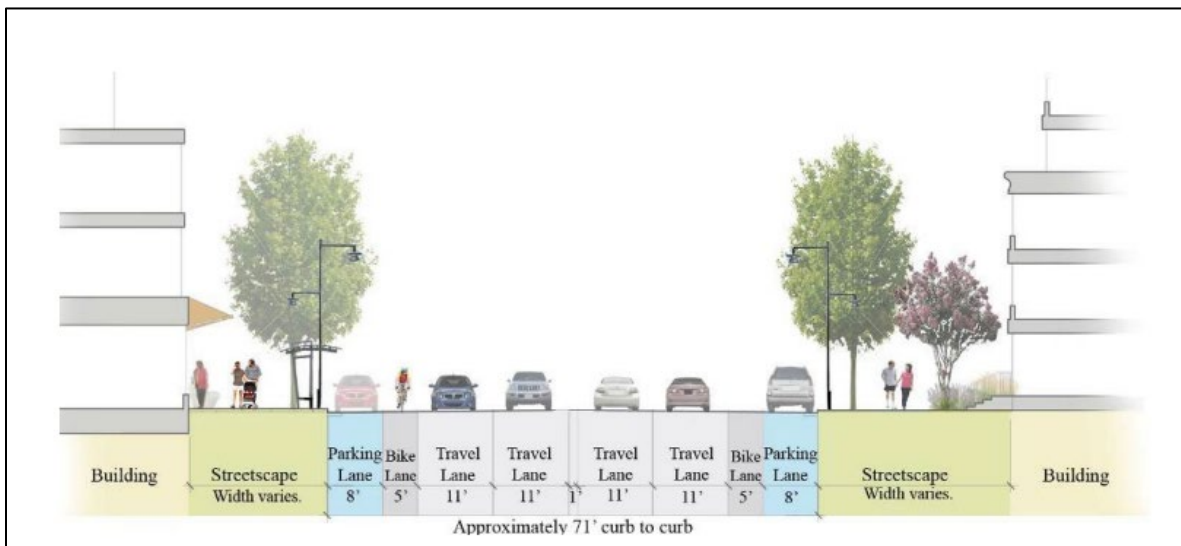 Building
Streetscape
Width varies.
Parking
Lane
8'
Bike
Lane
5'
Travel
Lane
11'
Travel
Lane
11'
1'
Travel
Lane
11'
Travel
Lane
11'
Bike
Lane
5'
Parking
Lane
8'
Streetscape
Width varies.
Building
Approximately 71' curb to curb